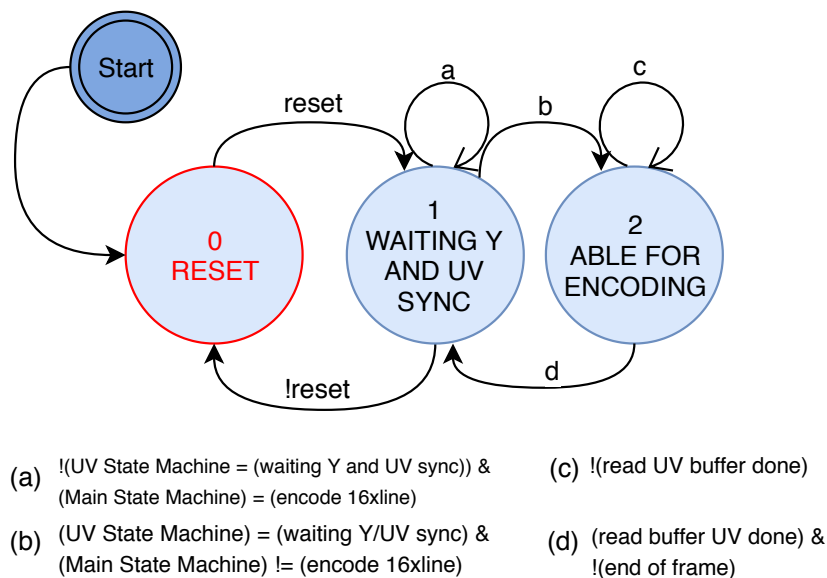 Start
reset
a
b
c
0
RESET
1
WAITING Y
AND UV
SYNC
2
ABLE FOR
ENCODING
!reset
d
(a) !(UV State Machine = (waiting Y and UV sync)) &
(Main State Machine) = (encode 16xline)
(b) (UV State Machine) = (waiting Y/UV sync) &
(Main State Machine) != (encode 16xline)
(c) !(read UV buffer done)
(d) (read buffer UV done) &
!(end of frame)